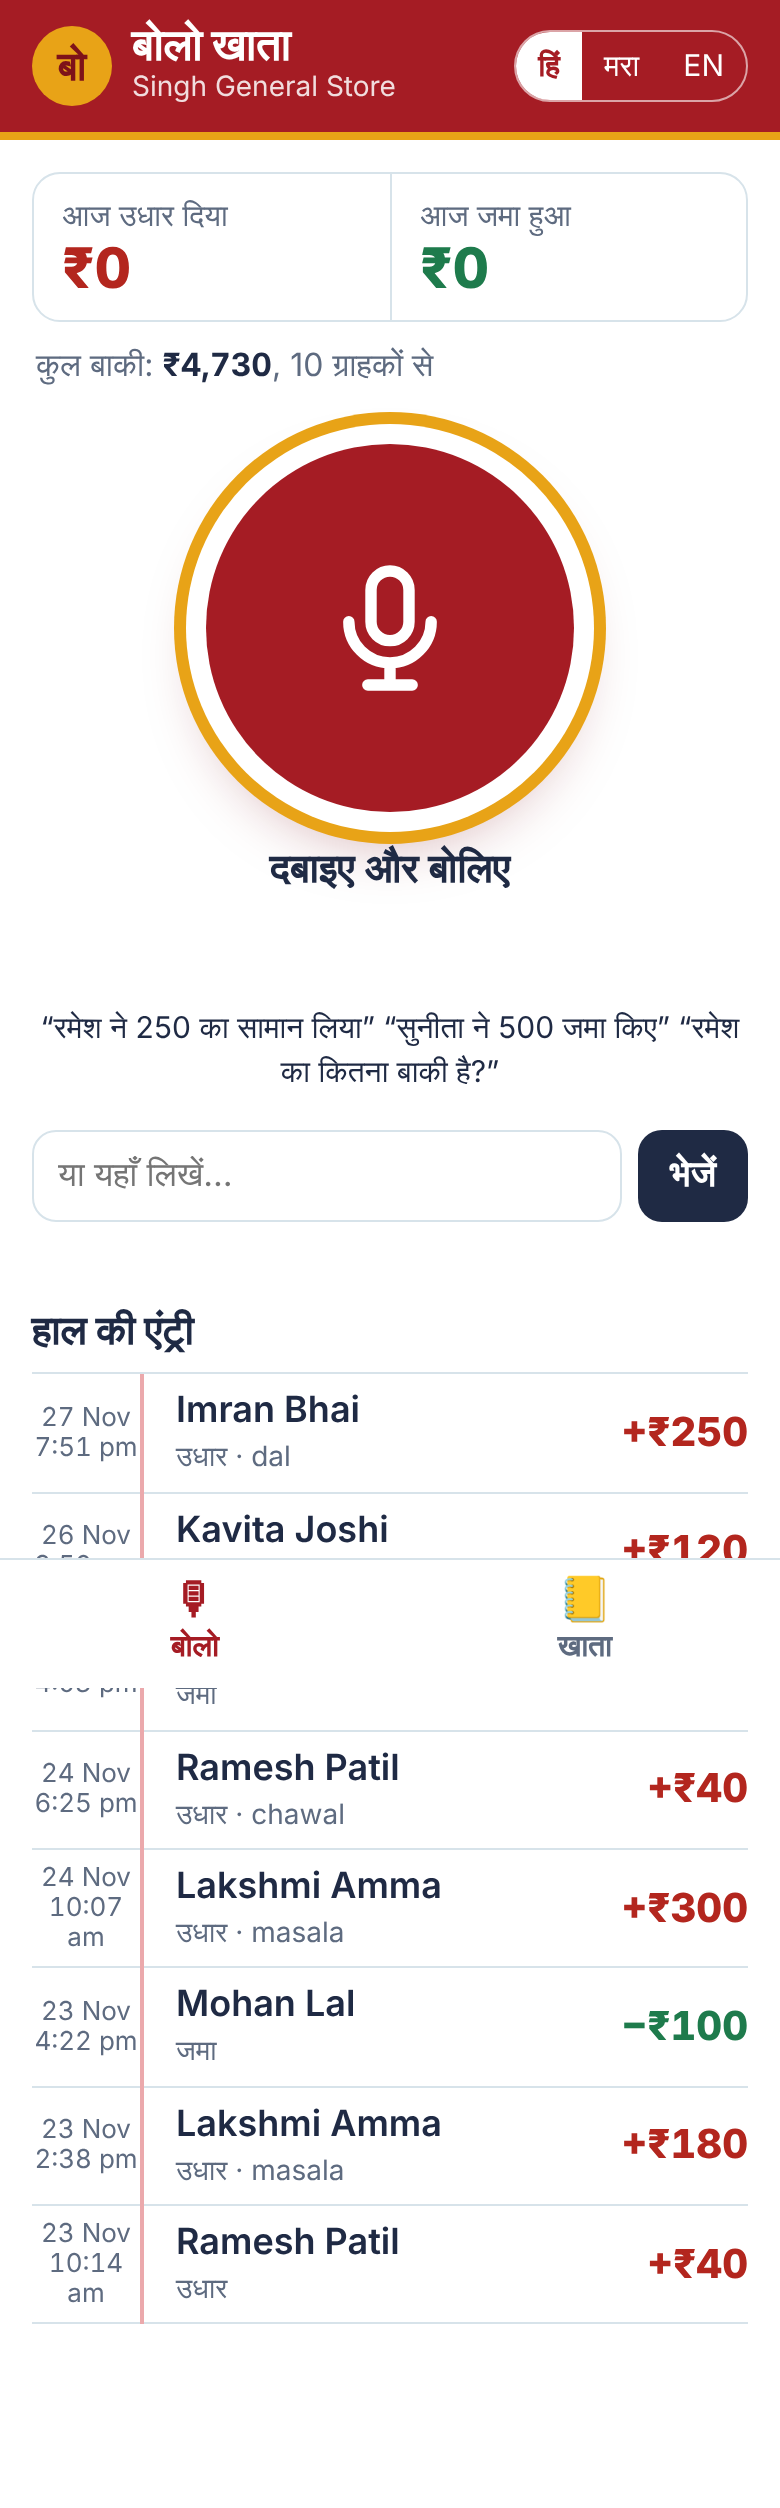 बो
बोलो खाता
Singh General Store
हिं
मरा
EN
आज उधार दिया
₹0
आज जमा हुआ
₹0
कुल बाकी: ₹4,730, 10 ग्राहकों से
दबाइए और बोलिए
“रमेश ने 250 का सामान लिया” “सुनीता ने 500 जमा किए” “रमेश
का कितना बाकी है?”
या यहाँ लिखें...
भेजें
हाल की एंट्री
27 Nov
7:51 pm
Imran Bhai
उधार · dal
+₹250
26 Nov
Kavita Joshi
+₹120
बोलो
खाता
जमा
24 Nov
6:25 pm
Ramesh Patil
उधार · chawal
+₹40
24 Nov
10:07
am
Lakshmi Amma
उधार · masala
+₹300
23 Nov
4:22 pm
Mohan Lal
जमा
−₹100
23 Nov
2:38 pm
Lakshmi Amma
उधार · masala
+₹180
23 Nov
10:14
am
Ramesh Patil
उधार
+₹40